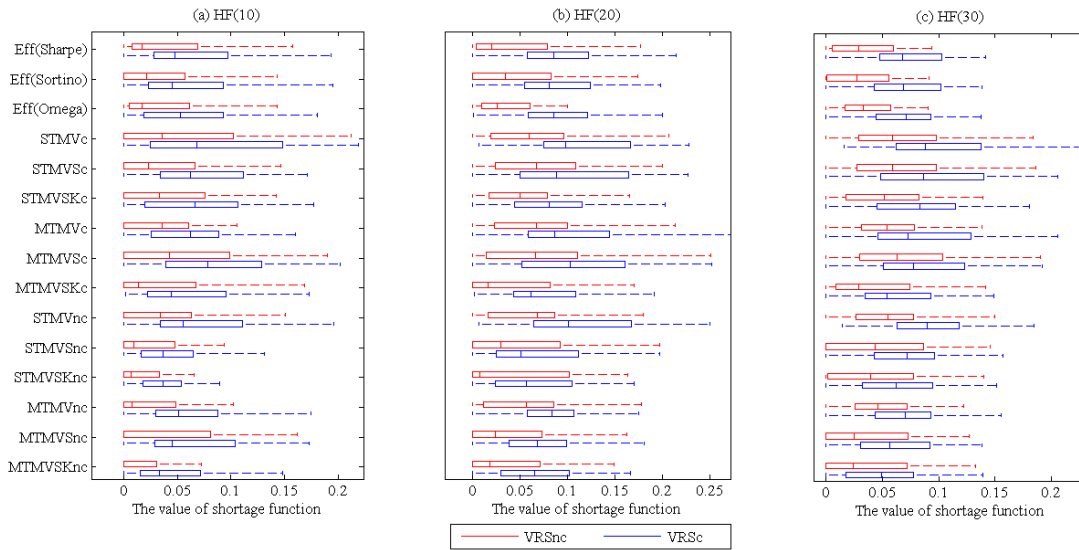 (a) HF(10)
(b) HF(20)
(c) HF(30)
Eff(Sharpe)
Eff(Sortino)
Eff(Omega)
STMVc
STMVSc
STMVSKc
MTMVc
MTMVSc
MTMVSKc
STMVnc
STMVSnc
STMVSKnc
MTMVnc
MTMVSnc
MTMVSKnc
0 0.05 0.1 0.15 0.2
0 0.05 0.1 0.15 0.2 0.25
0 0.05 0.1 0.15 0.2
The value of shortage function
The value of shortage function
The value of shortage function
VRSnc VRSc